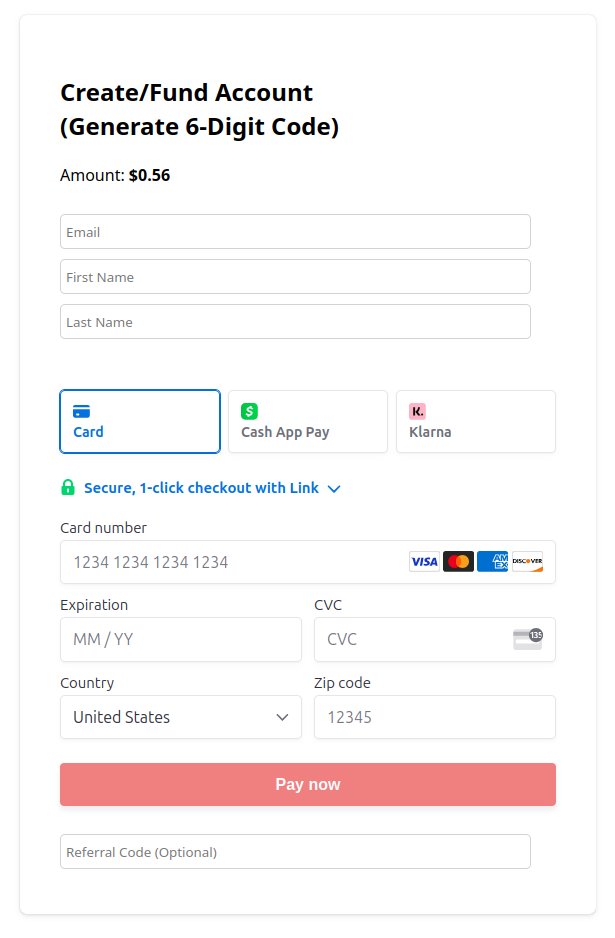 Create/Fund Account
(Generate 6-Digit Code)
Amount: $0.56
Email
First Name
Last Name
Card
$
Cash App Pay
K.
Klarna
Secure, 1-click checkout with Link
Card number
1234 1234 1234 1234
VISA
AM EX
DISCOVER
Expiration
CVC
MM / YY
CVC
135
Country
Zip code
United States
12345
Pay now
Referral Code (Optional)